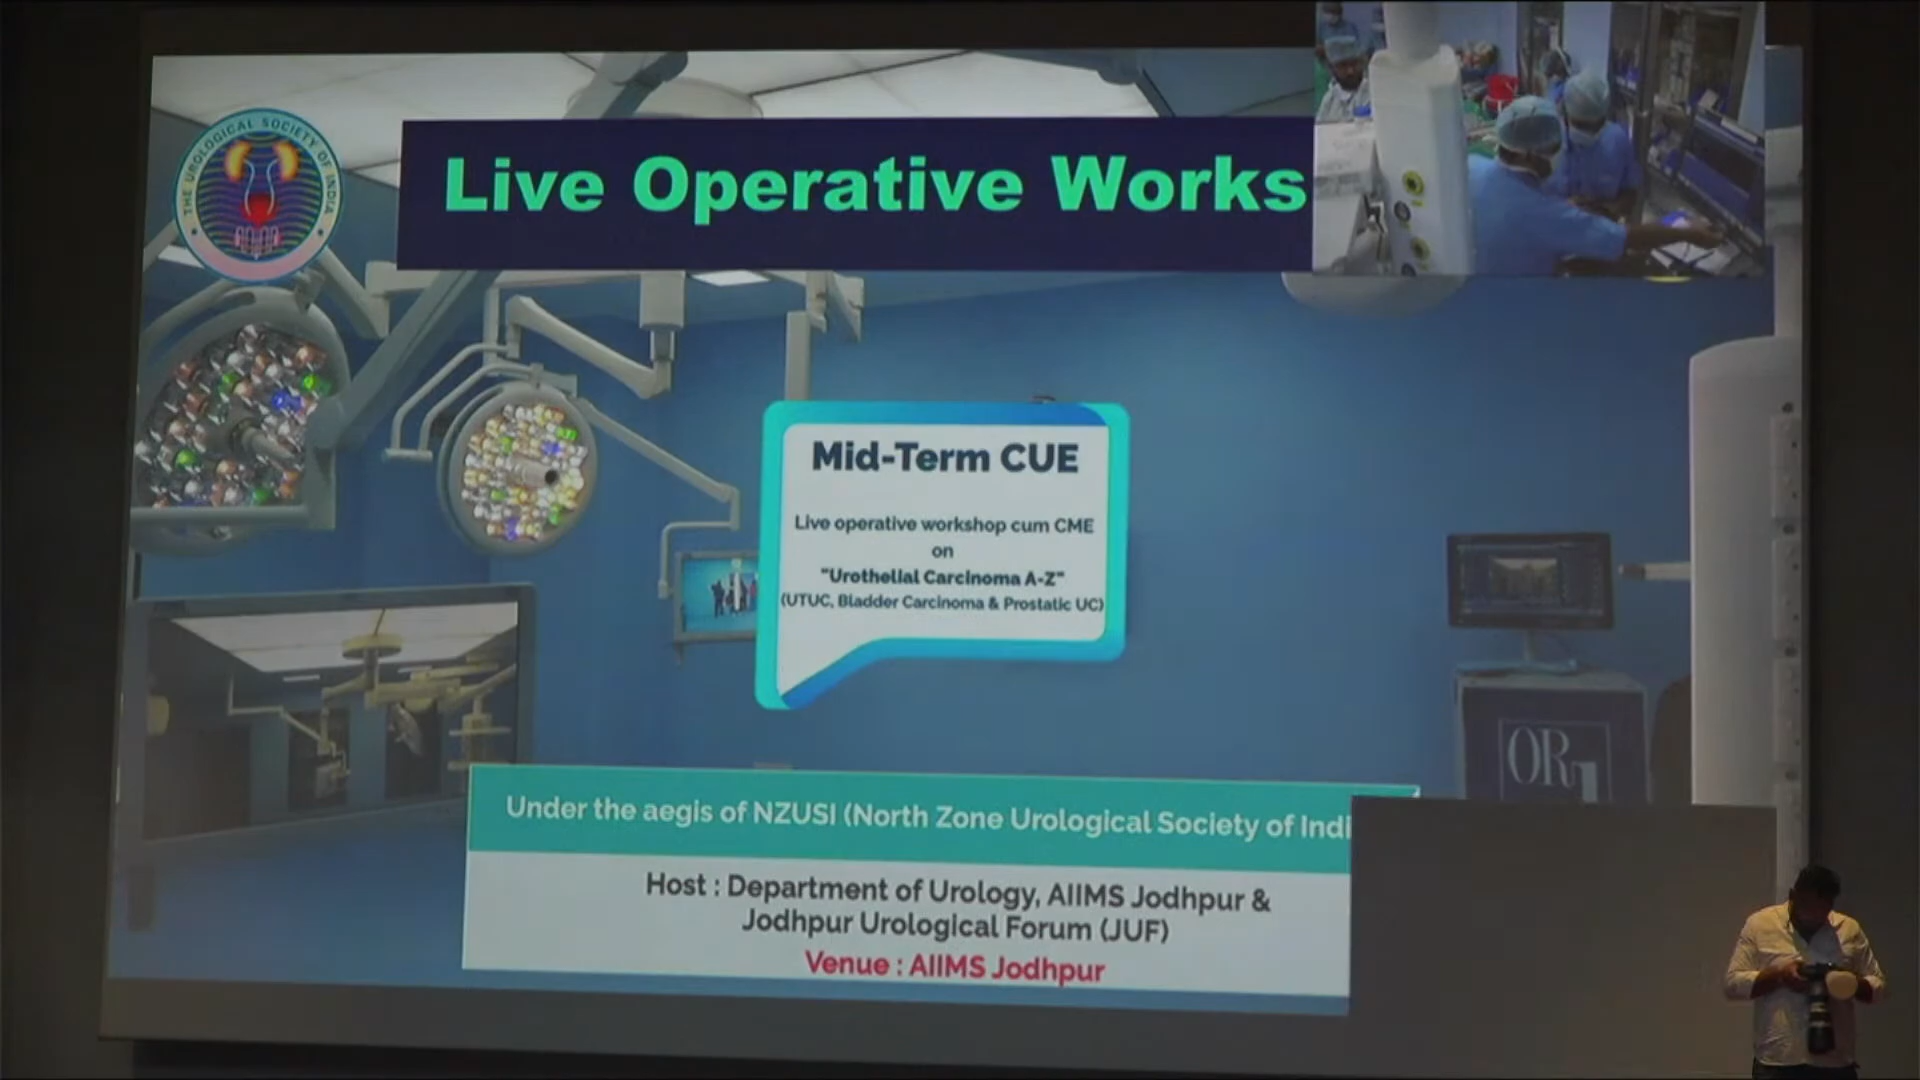 THE UROLOGICAL SOCIETY OF INDIA
Live Operative Works
Mid-Term CUE
Live operative workshop cum CME
on
"Urothelial Carcinoma A-Z"
(UTUC, Bladder Carcinoma & Prostatic UC)
OR1
Under the aegis of NZUSI (North Zone Urological Society of Indi
Host : Department of Urology, AIIMS Jodhpur &
Jodhpur Urological Forum (JUF)
Venue : AIIMS Jodhpur